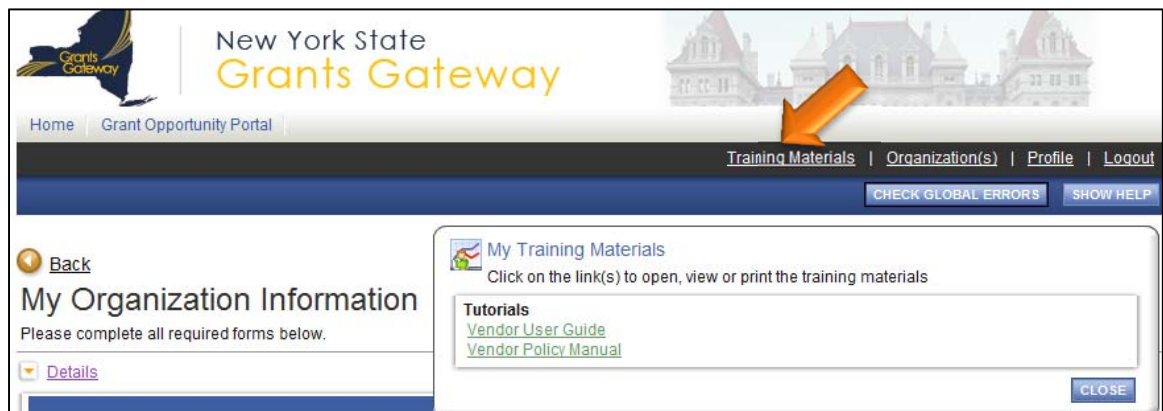 Grants
Gateway
New York State
Grants Gateway
Home | Grant Opportunity Portal
Training Materials | Organization(s) | Profile | Logout
CHECK GLOBAL ERRORS SHOW HELP
Back
My Organization Information
Please complete all required forms below.
Details
My Training Materials
Click on the link(s) to open, view or print the training materials
Tutorials
Vendor User Guide
Vendor Policy Manual
CLOSE